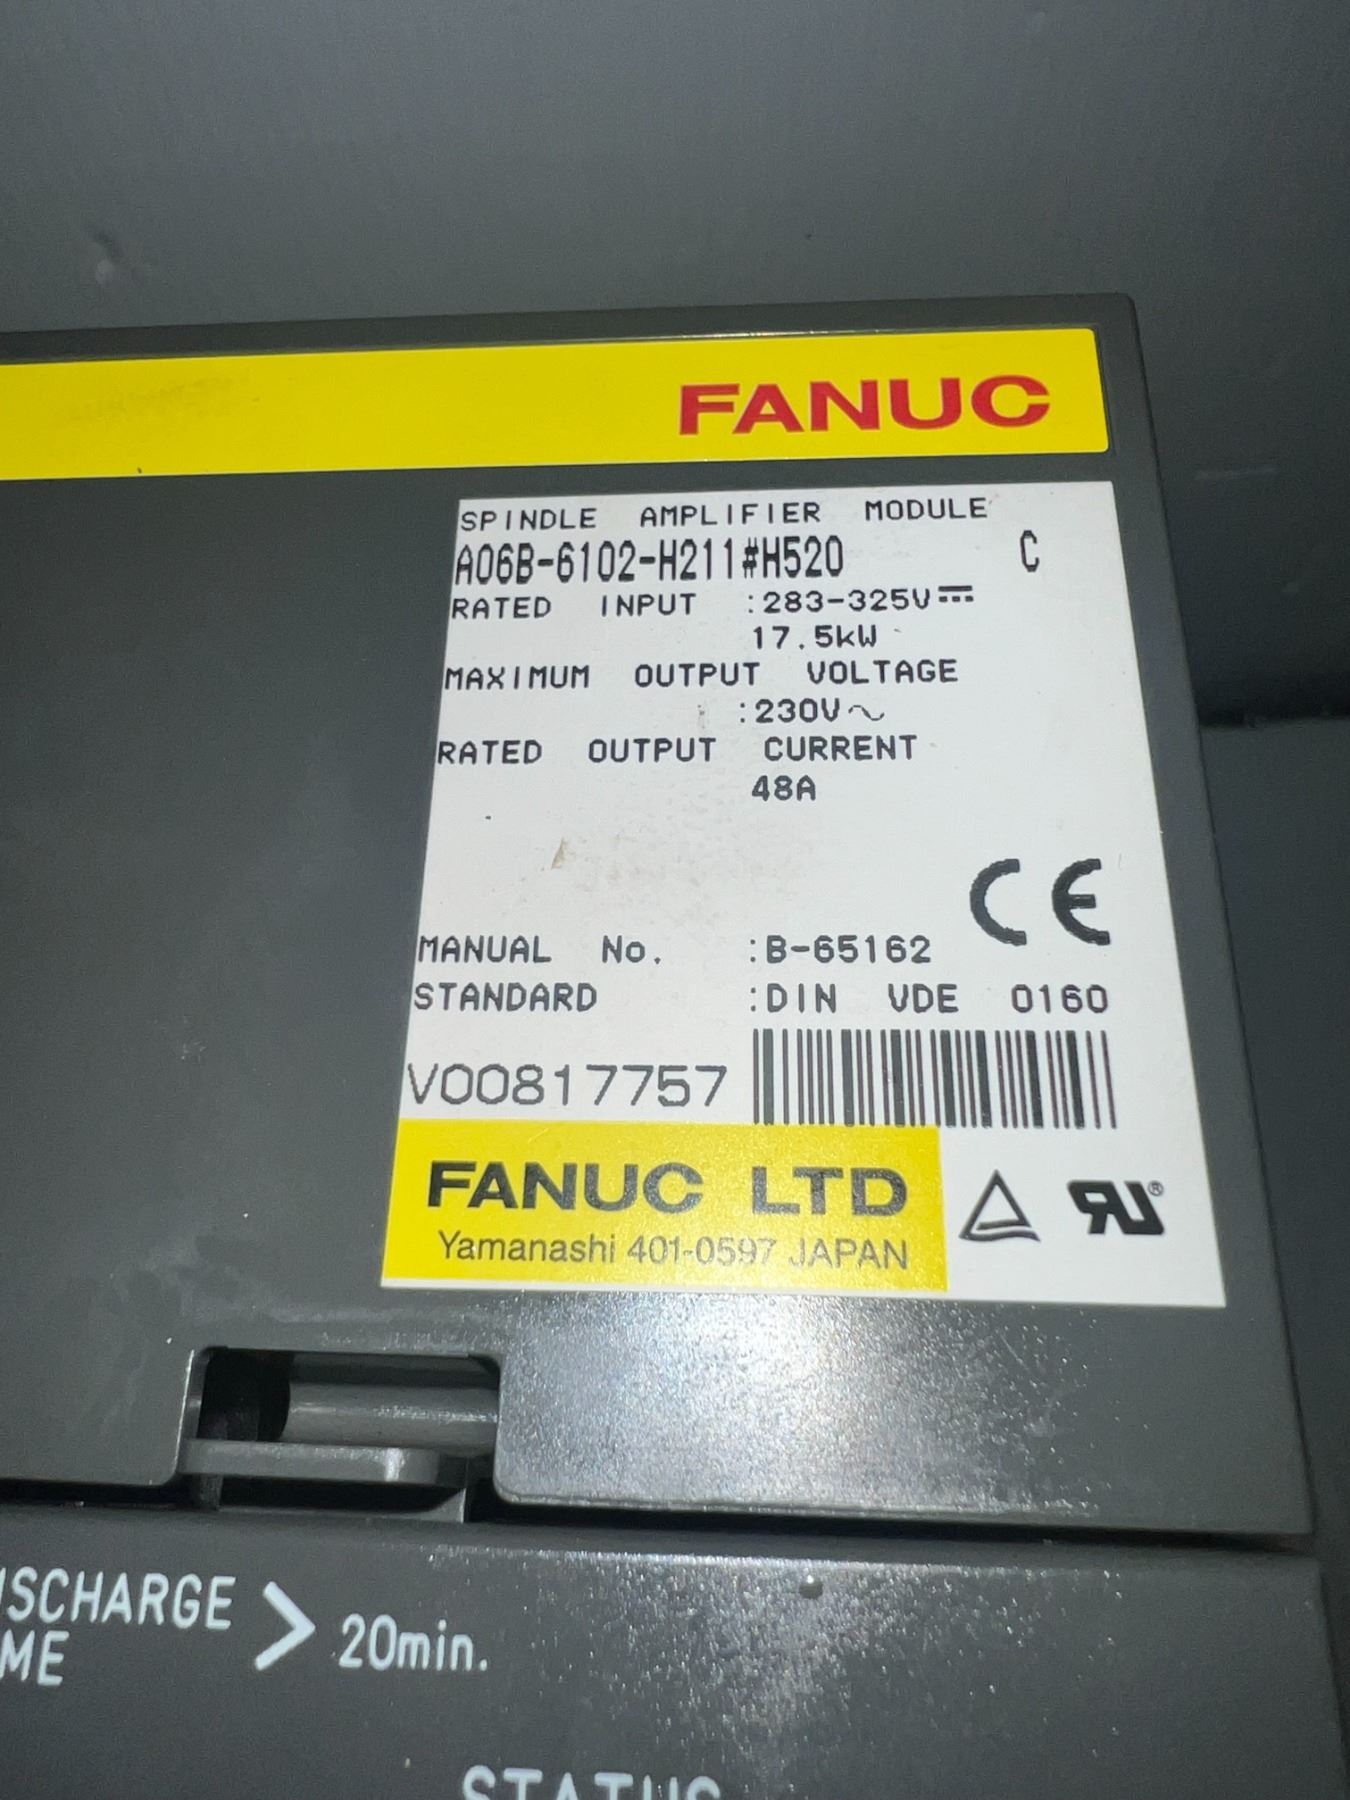 FANUC
SPINDLE AMPLIFIER MODULE
A06B-6102-H211#H520 C
RATED INPUT :283-325V⎓
17.5kW
MAXIMUM OUTPUT VOLTAGE
:230V∿
RATED OUTPUT CURRENT
48A
CE
MANUAL No. :B-65162
STANDARD :DIN VDE 0160
V00817757
FANUC LTD
Yamanashi 401-0597 JAPAN
ISCHARGE
ME > 20min.
STATUS